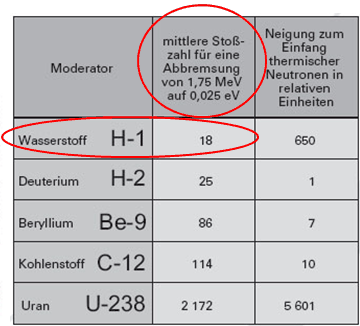 Moderator
mittlere Stoß-
zahl für eine
Abbremsung
von 1,75 MeV
auf 0,025 eV
Neigung zum
Einfang
thermischer
Neutronen in
relativen
Einheiten
Wasserstoff H-1 18 650
Deuterium H-2 25 1
Beryllium Be-9 86 7
Kohlenstoff C-12 114 10
Uran U-238 2 172 5 601